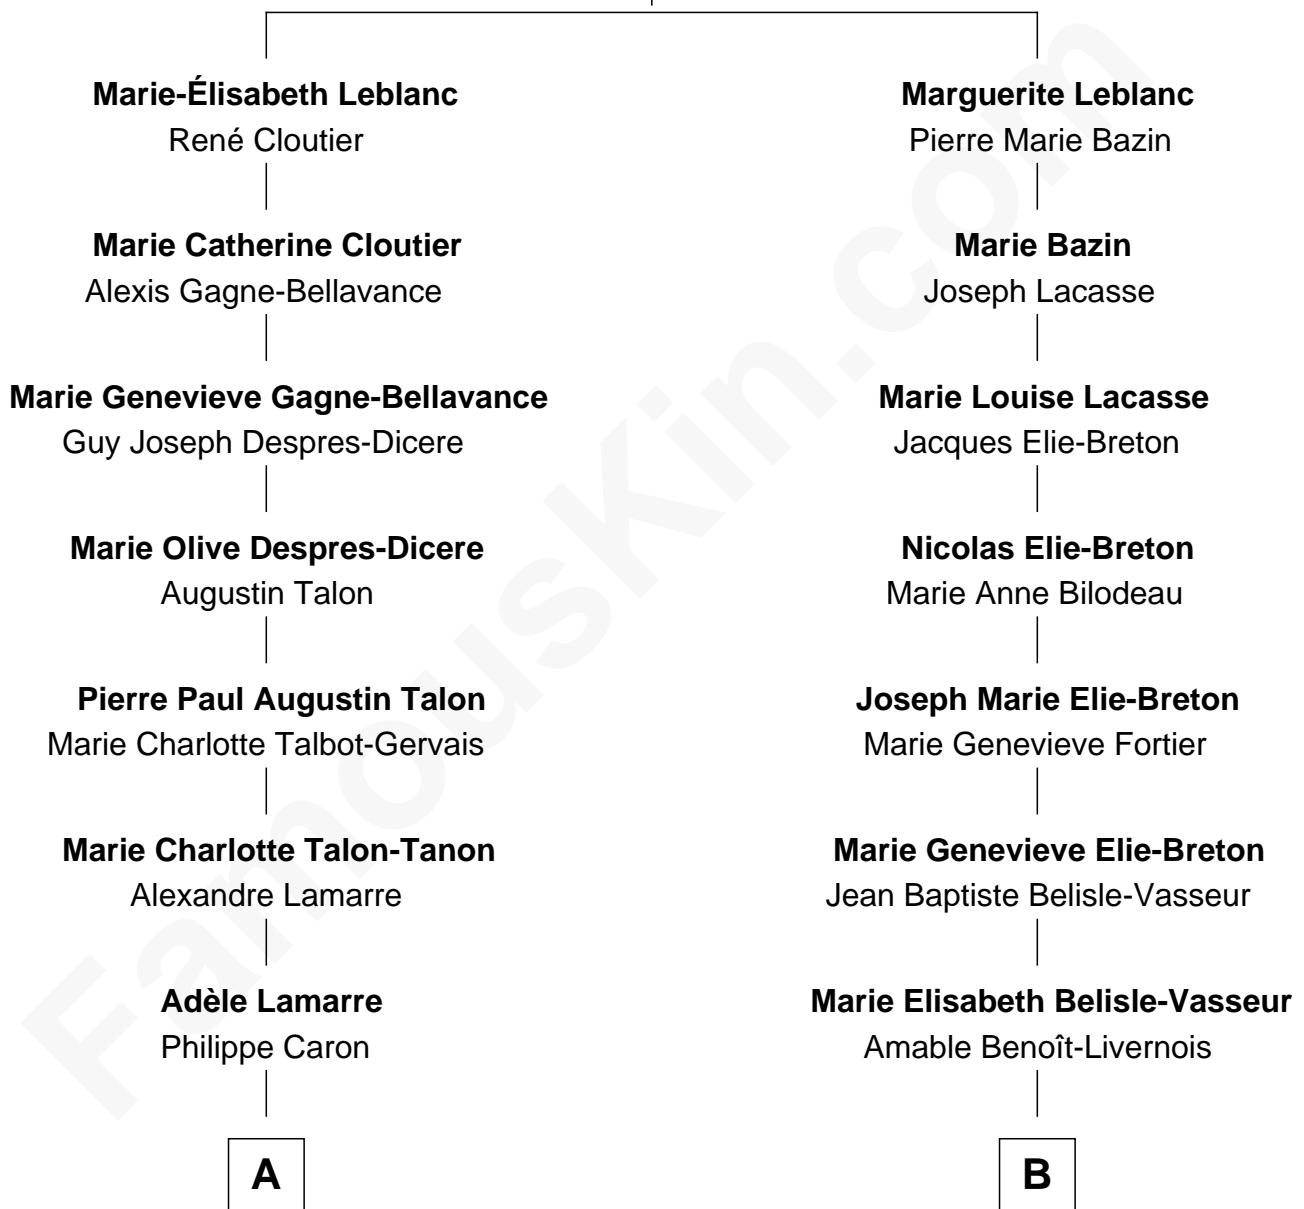 Marie-Élisabeth Leblanc
René Cloutier
Marie Catherine Cloutier
Alexis Gagne-Bellavance
Marie Genevieve Gagne-Bellavance
Guy Joseph Despres-Dicere
Marie Olive Despres-Dicere
Augustin Talon
Pierre Paul Augustin Talon
Marie Charlotte Talbot-Gervais
Marie Charlotte Talon-Tanon
Alexandre Lamarre
Adèle Lamarre
Philippe Caron
A
Marguerite Leblanc
Pierre Marie Bazin
Marie Bazin
Joseph Lacasse
Marie Louise Lacasse
Jacques Elie-Breton
Nicolas Elie-Breton
Marie Anne Bilodeau
Joseph Marie Elie-Breton
Marie Genevieve Fortier
Marie Genevieve Elie-Breton
Jean Baptiste Belisle-Vasseur
Marie Elisabeth Belisle-Vasseur
Amable Benoît-Livernois
B
FamousKin.com